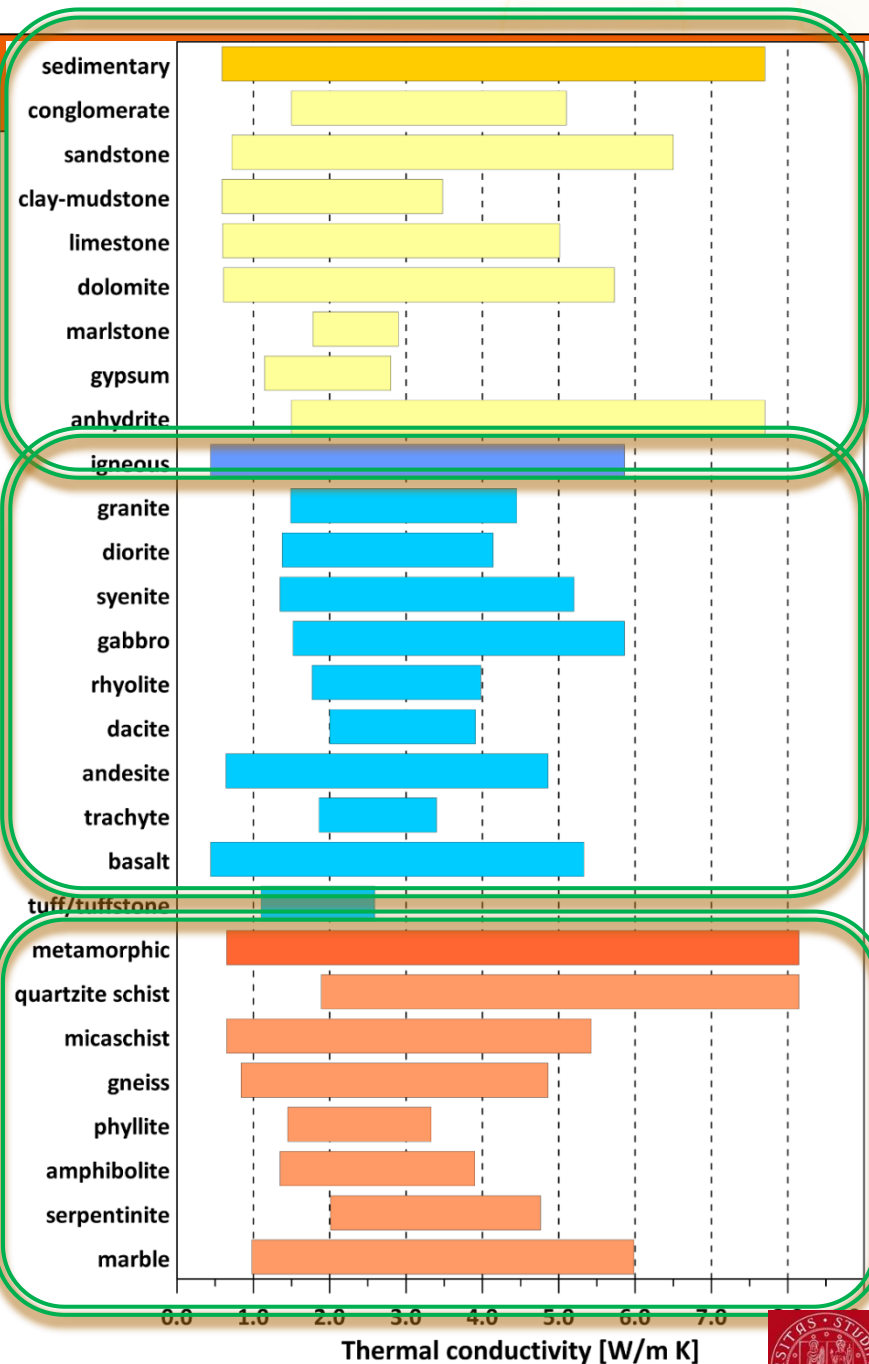 sedimentary
conglomerate
sandstone
clay-mudstone
limestone
dolomite
marlstone
gypsum
anhydrite
igneous
granite
diorite
syenite
gabbro
rhyolite
dacite
andesite
trachyte
basalt
tuff/tuffstone
metamorphic
quartzite schist
micaschist
gneiss
phyllite
amphibolite
serpentinite
marble
0.0 1.0 2.0 3.0 4.0 5.0 6.0 7.0
Thermal conductivity [W/m K]